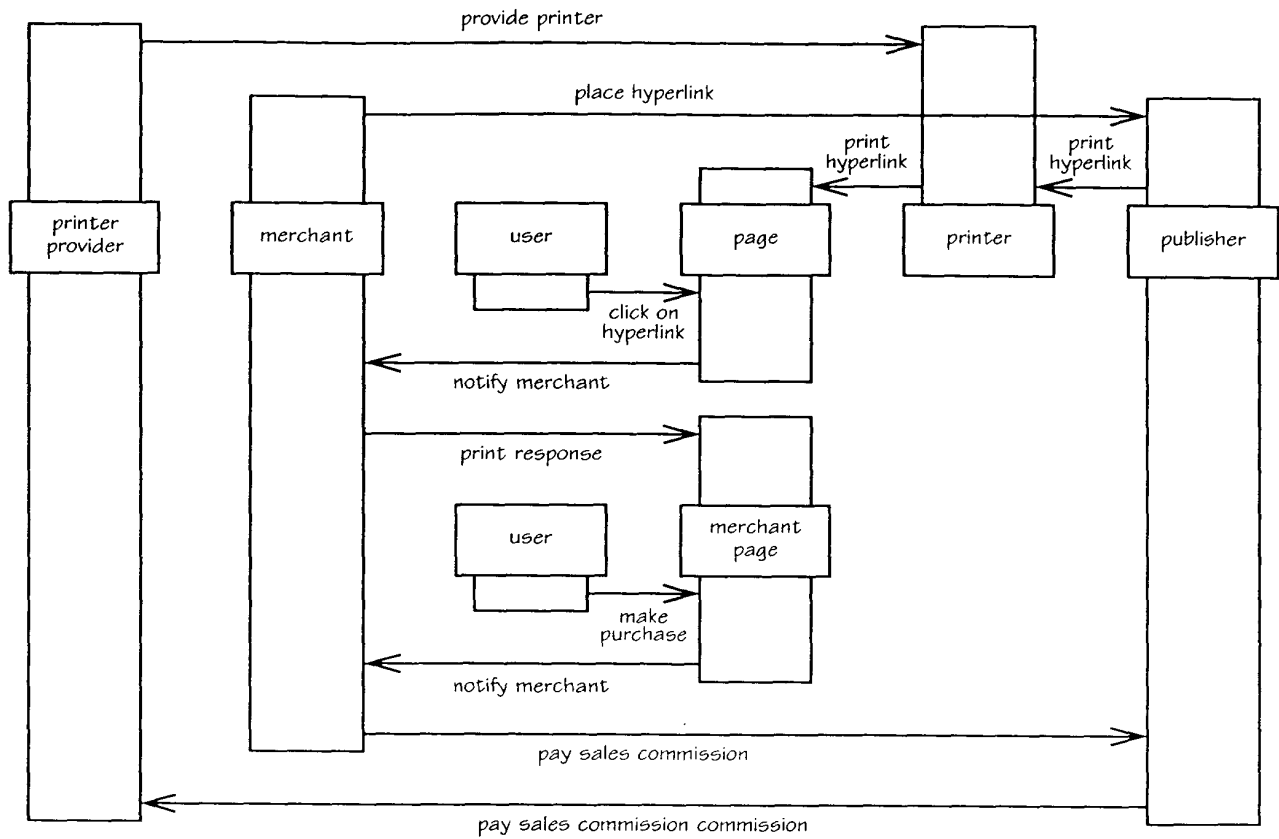 provide printer
place hyperlink
print
hyperlink
print
hyperlink
printer
provider
merchant
user
page
printer
publisher
click on
hyperlink
notify merchant
print response
user
merchant
page
make
purchase
notify merchant
pay sales commission
pay sales commission commission